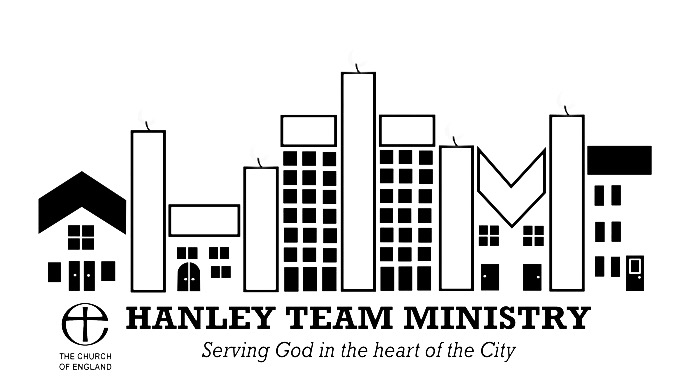 HANLEY TEAM MINISTRY
Serving God in the heart of the City
THE CHURCH
OF ENGLAND